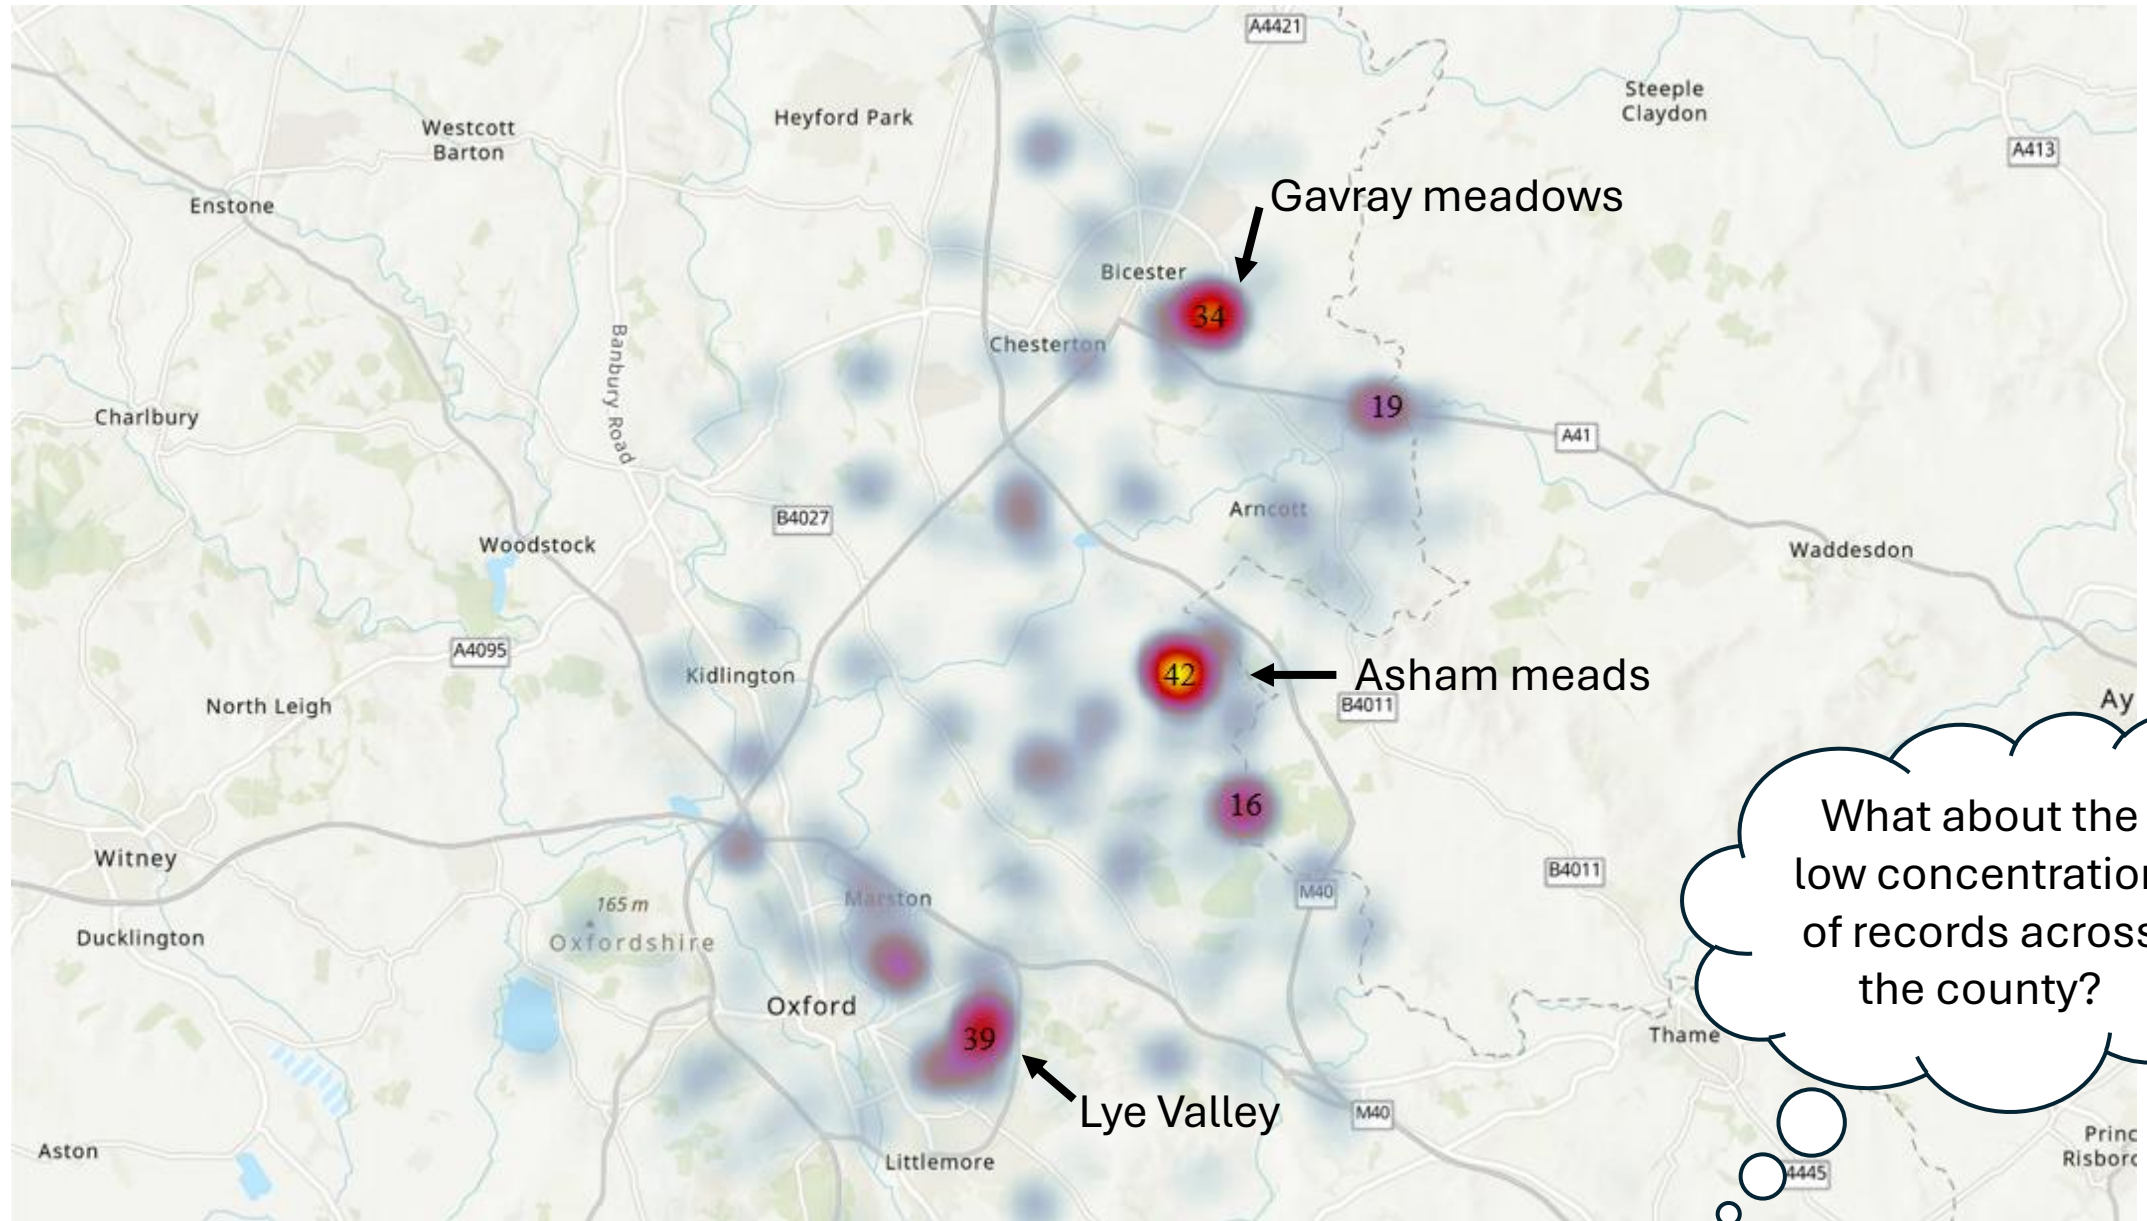 A4421
Steeple
Claydon
Heyford Park
Westcott
Barton
A413
Gavray meadows
Enstone
Bicester
34
Banbury Road
Chesterton
19
Charlbury
A41
Arncott
B4027
Woodstock
Waddesdon
A4095
Kidlington
42
Asham meads
North Leigh
B4011
Ay
16
What about the
low concentration
of records across
the county?
Witney
B4011
165 m
Marston
M40
Ducklington
Oxfordshire
Oxford
39
Thame
Lye Valley
M40
Aston
Littlemore
Princ
Risboro
4445